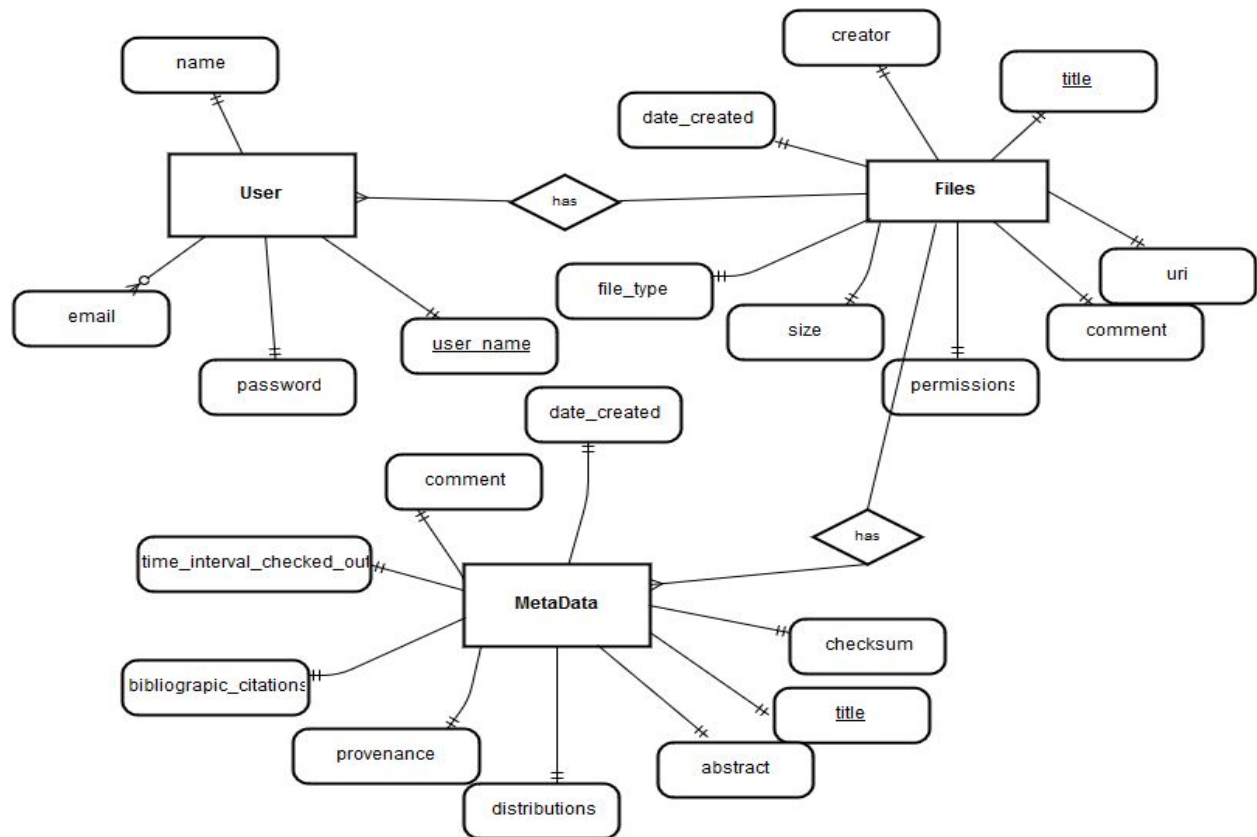 creator
name
title
date_created
User
Files
has
uri
file_type
email
size
comment
user_name
password
permissions
date_created
comment
has
time_interval_checked_out
MetaData
checksum
bibliograpic_citations
title
provenance
abstract
distributions